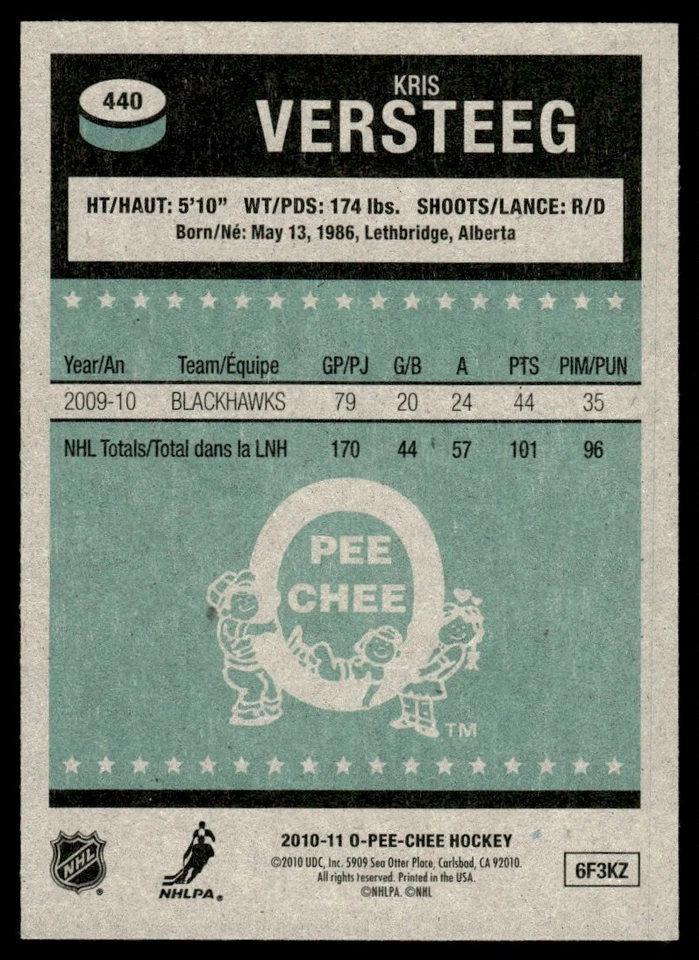 440
KRIS
VERSTEEG
HT/HAUT: 5'10" WT/PDS: 174 lbs. SHOOTS/LANCE: R/D
Born/Né: May 13, 1986, Lethbridge, Alberta
Year/An Team/Équipe GP/PJ G/B A PTS PIM/PUN
2009-10 BLACKHAWKS 79 20 24 44 35
NHL Totals/Total dans la LNH 170 44 57 101 96
O
PEE
CHEE
TM
2010-11 O-PEE-CHEE HOCKEY
©2010 UDC, Inc. 5909 Sea Otter Place, Carlsbad, CA 92010.
All rights reserved. Printed in the USA.
©NHLPA. ©NHL
NHL ®
NHLPA ®
6F3KZ